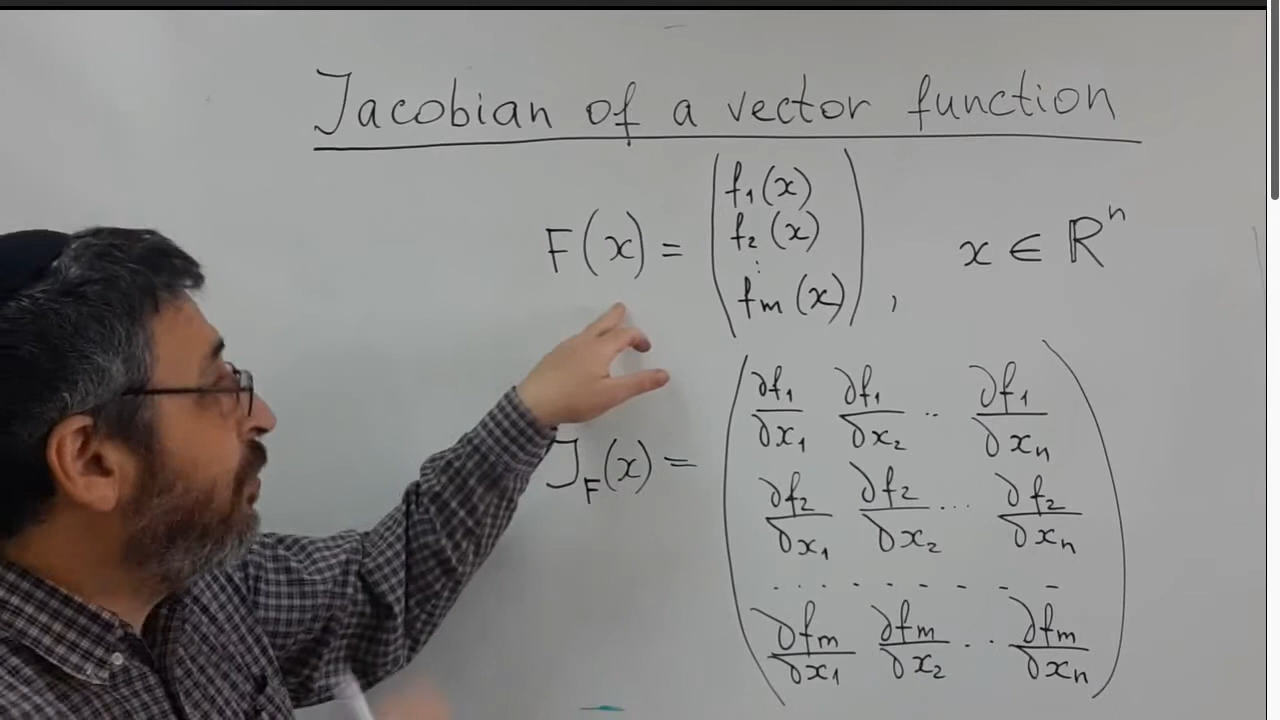 Jacobian of a vector function
f₁(x)
F(x) = f₂(x) , x ∈ ℝⁿ
⋮
fₘ(x)
∂f₁/∂x₁ ∂f₁/∂x₂ ·· ∂f₁/∂xₙ
J_F(x) = ∂f₂/∂x₁ ∂f₂/∂x₂ ... ∂f₂/∂xₙ
. . . . . . . . .
∂fₘ/∂x₁ ∂fₘ/∂x₂ ··· ∂fₘ/∂xₙ